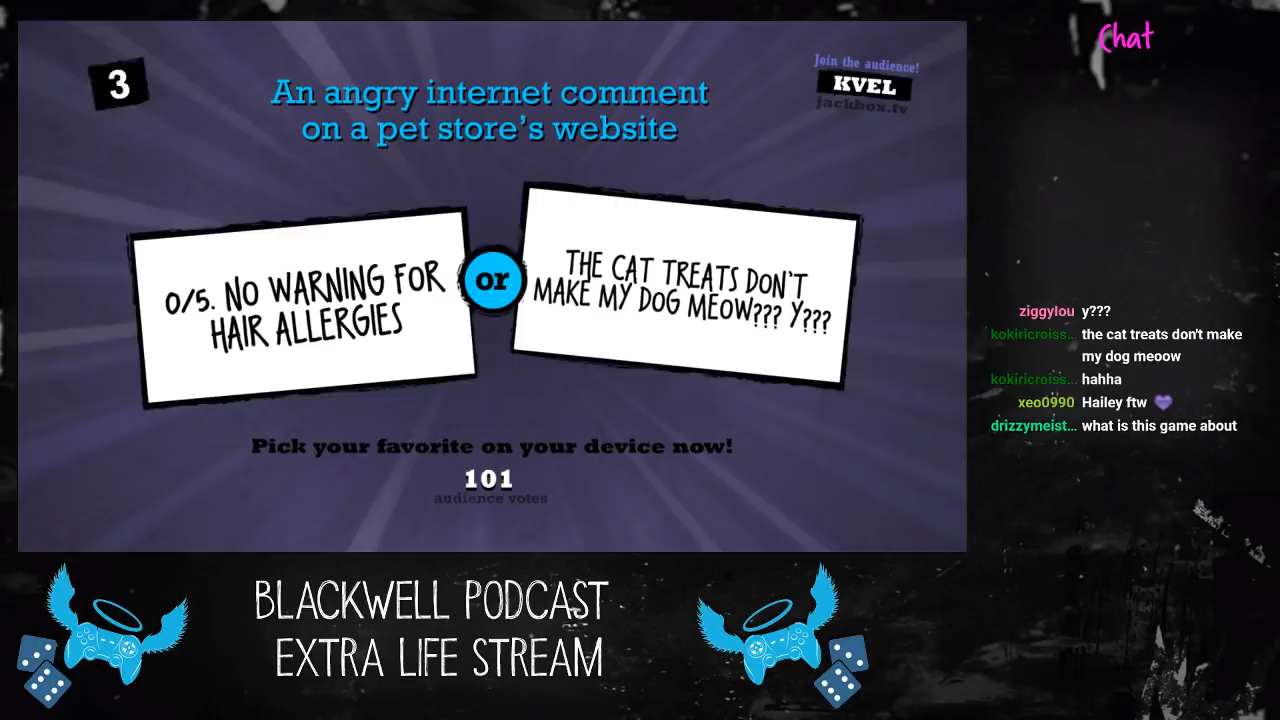 3
An angry internet comment
on a pet store's website
Join the audience!
KVEL
jackbox.tv
0/5. NO WARNING FOR
HAIR ALLERGIES
or
THE CAT TREATS DON'T
MAKE MY DOG MEOW??? Y???
Pick your favorite on your device now!
101
audience votes
Chat
ziggylou y???
kokiricroiss... the cat treats don't make
my dog meoow
kokiricroiss... hahha
xeo0990 Hailey ftw 💜
drizzymeist... what is this game about
BLACKWELL PODCAST
EXTRA LIFE STREAM